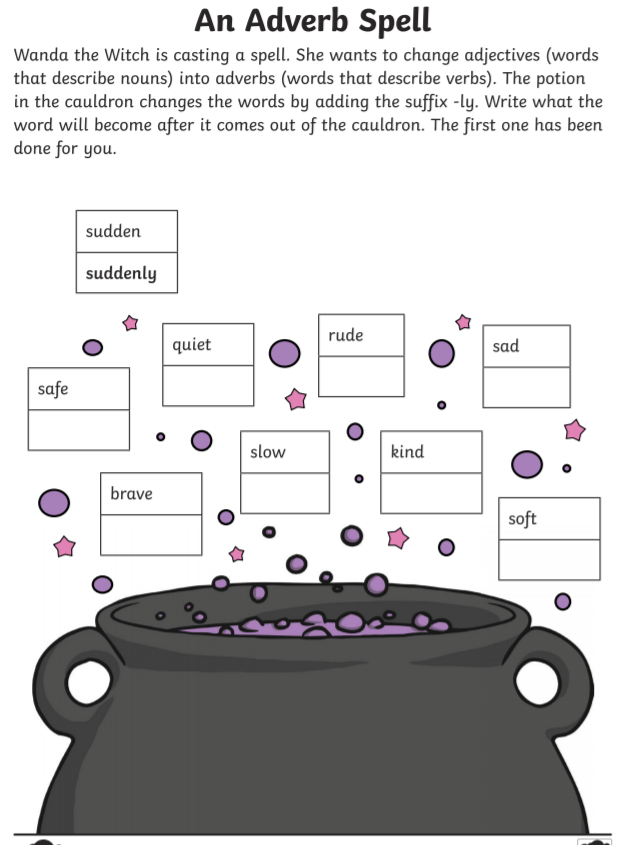 An Adverb Spell
Wanda the Witch is casting a spell. She wants to change adjectives (words
that describe nouns) into adverbs (words that describe verbs). The potion
in the cauldron changes the words by adding the suffix -ly. Write what the
word will become after it comes out of the cauldron. The first one has been
done for you.
sudden
suddenly
quiet
rude
sad
safe
slow
kind
brave
soft